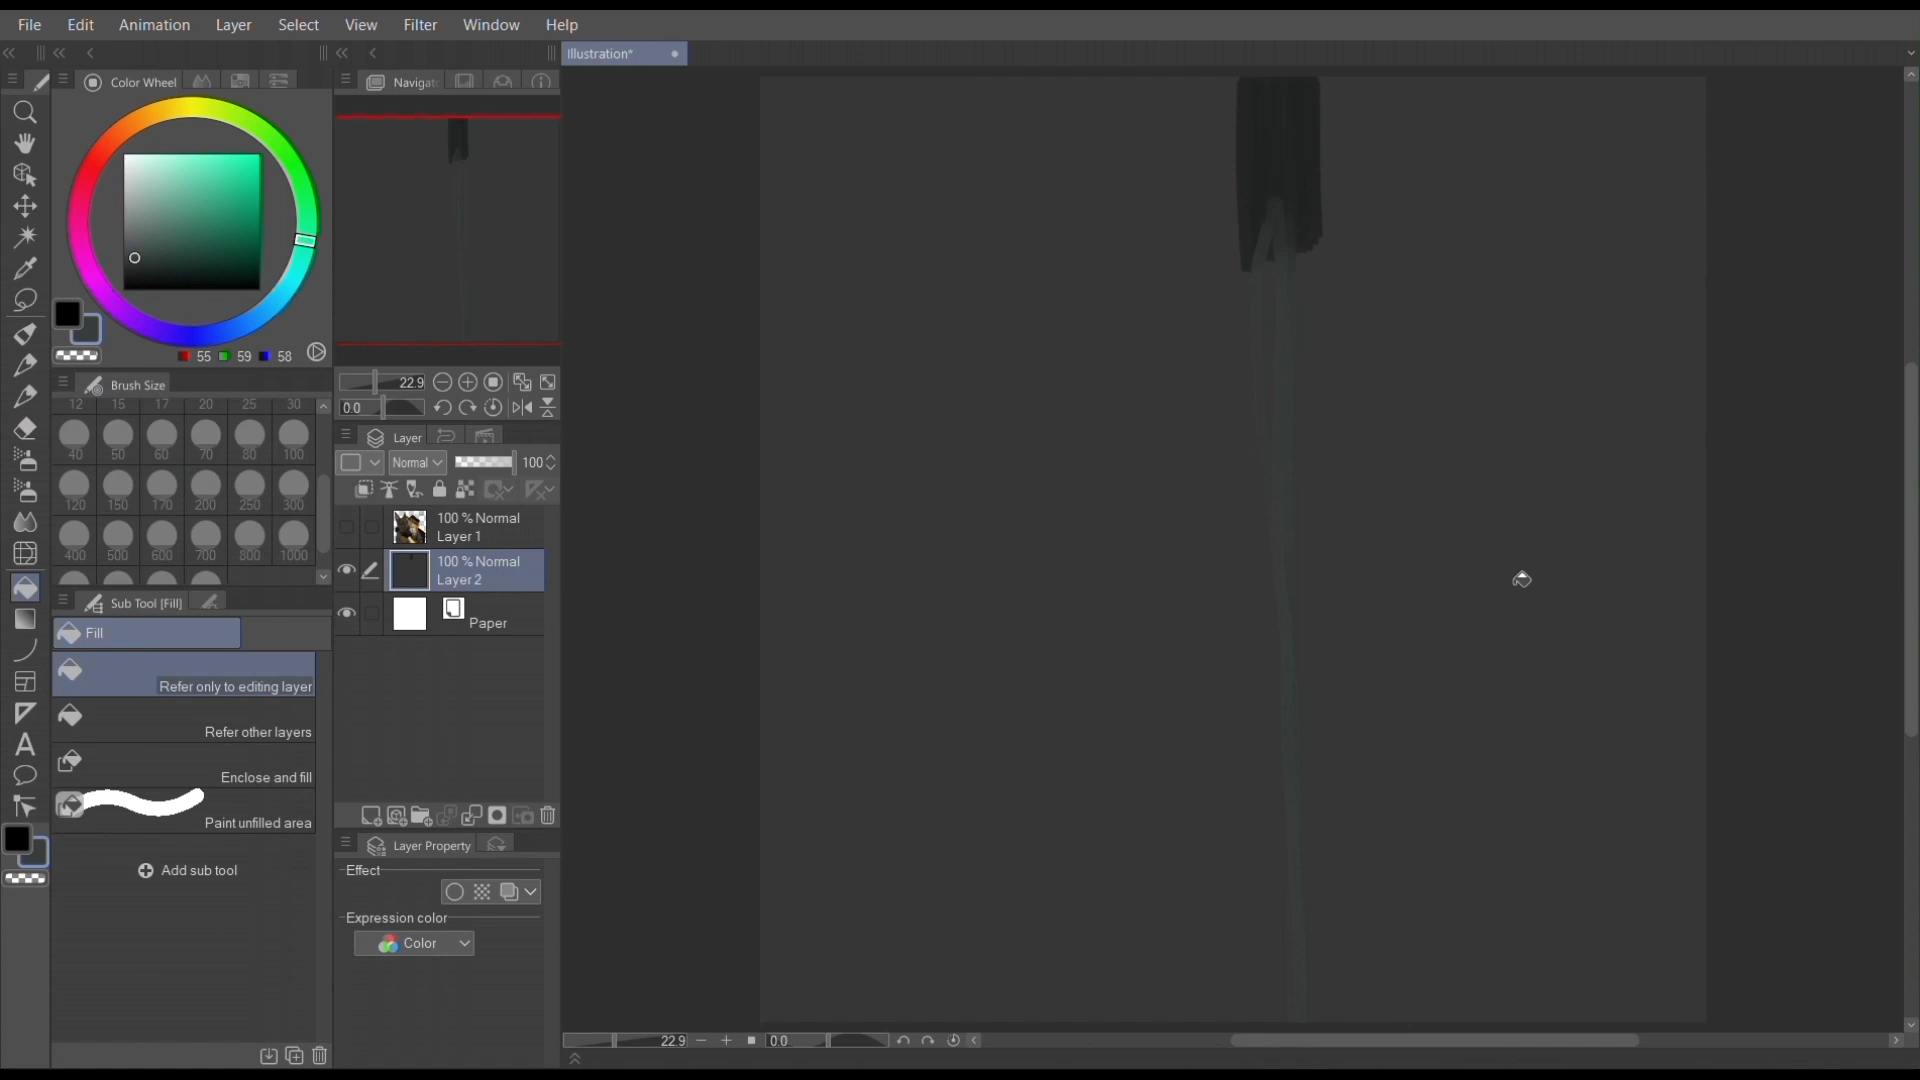 File Edit Animation Layer Select View Filter Window Help
Illustration*
Color Wheel
Navigat
55 59 58
22.9
0.0
Brush Size
12 15 17 20 25 30
40 50 60 70 80 100
120 150 170 200 250 300
400 500 600 700 800 1000
Layer
Normal 100
100 % Normal
Layer 1
100 % Normal
Layer 2
Paper
Sub Tool [Fill]
Fill
Refer only to editing layer
Refer other layers
Enclose and fill
Paint unfilled area
Add sub tool
Layer Property
Effect
Expression color
Color
22.9 0.0